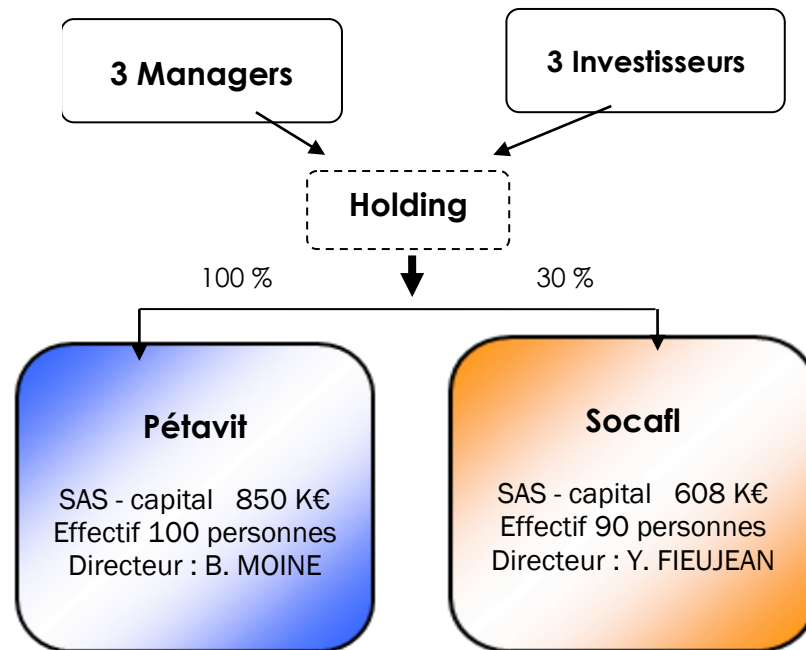 3 Managers
3 Investisseurs
Holding
100 %
30 %
Pétavit
SAS - capital 850 K€
Effectif 100 personnes
Directeur : B. MOINE
Socafl
SAS - capital 608 K€
Effectif 90 personnes
Directeur : Y. FIEUJEAN